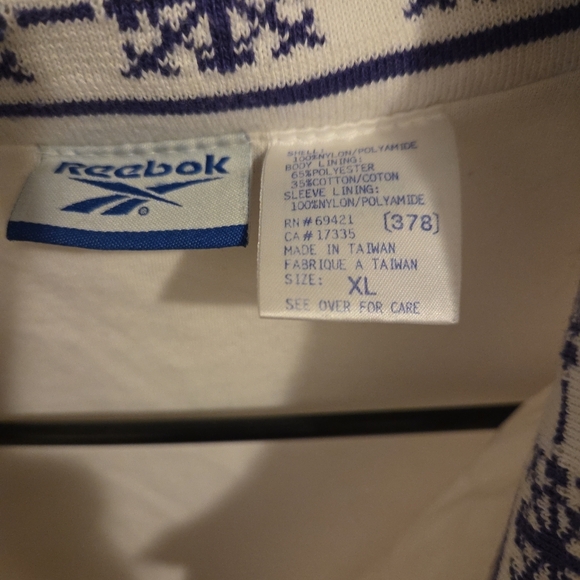 Reebok
SHELL:
100%NYLON/POLYAMIDE
BODY LINING:
65%POLYESTER
35%COTTON/COTON
SLEEVE LINING:
100%NYLON/POLYAMIDE
RN#69421 (378)
CA#17335
MADE IN TAIWAN
FABRIQUE A TAIWAN
SIZE: XL
SEE OVER FOR CARE